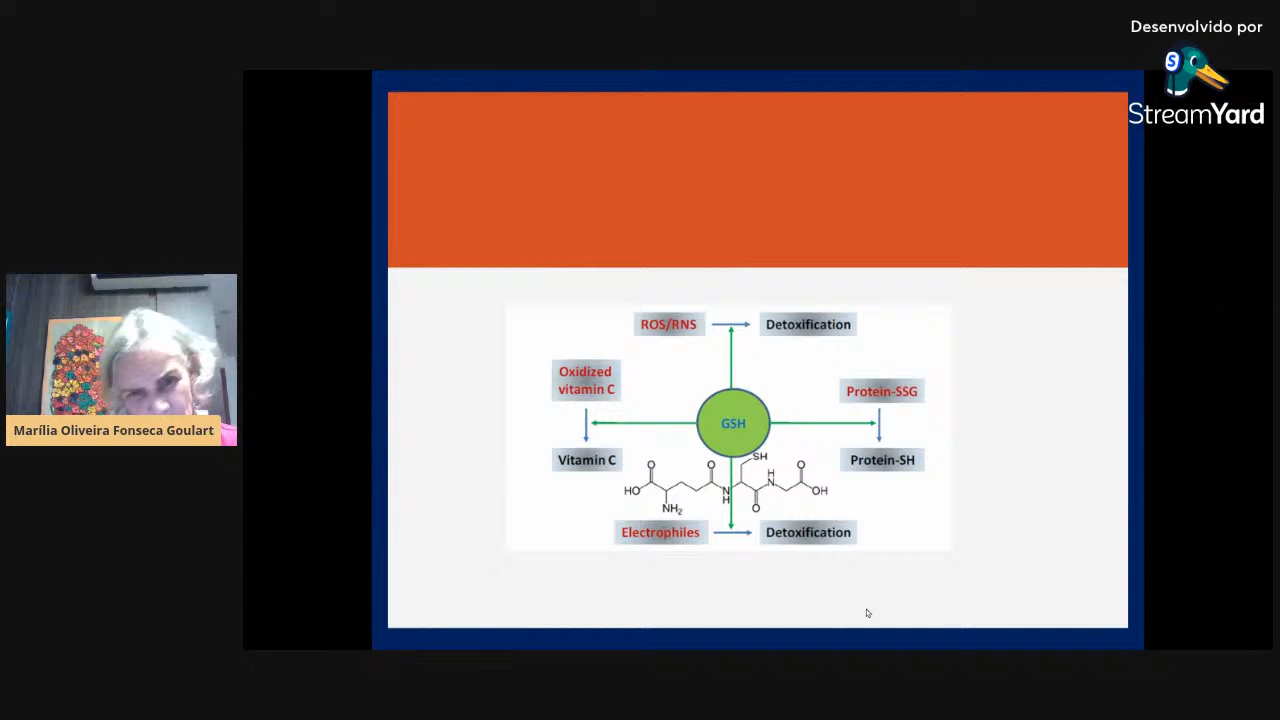 Desenvolvido por
StreamYard
ROS/RNS
Detoxification
Oxidized
vitamin C
Protein-SSG
GSH
Vitamin C
Protein-SH
SH
O
O
H
N
O
HO
N
H
OH
NH₂
O
Electrophiles
Detoxification
Marília Oliveira Fonseca Goulart